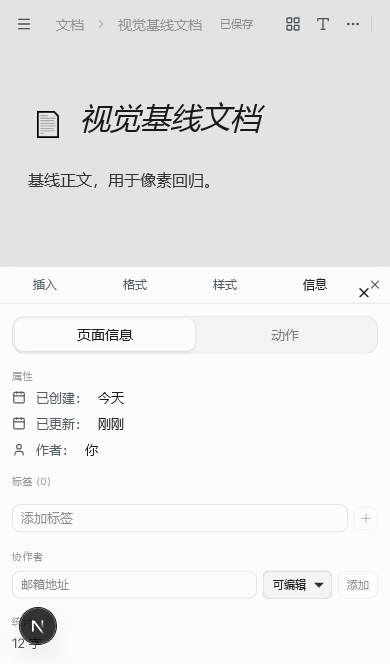 文档 > 视觉基线文档 已保存
视觉基线文档
基线正文，用于像素回归。
插入 格式 样式 信息
页面信息 动作
属性
已创建： 今天
已更新： 刚刚
作者： 你
标签 (0)
添加标签
协作者
邮箱地址 可编辑 添加
N
12 字